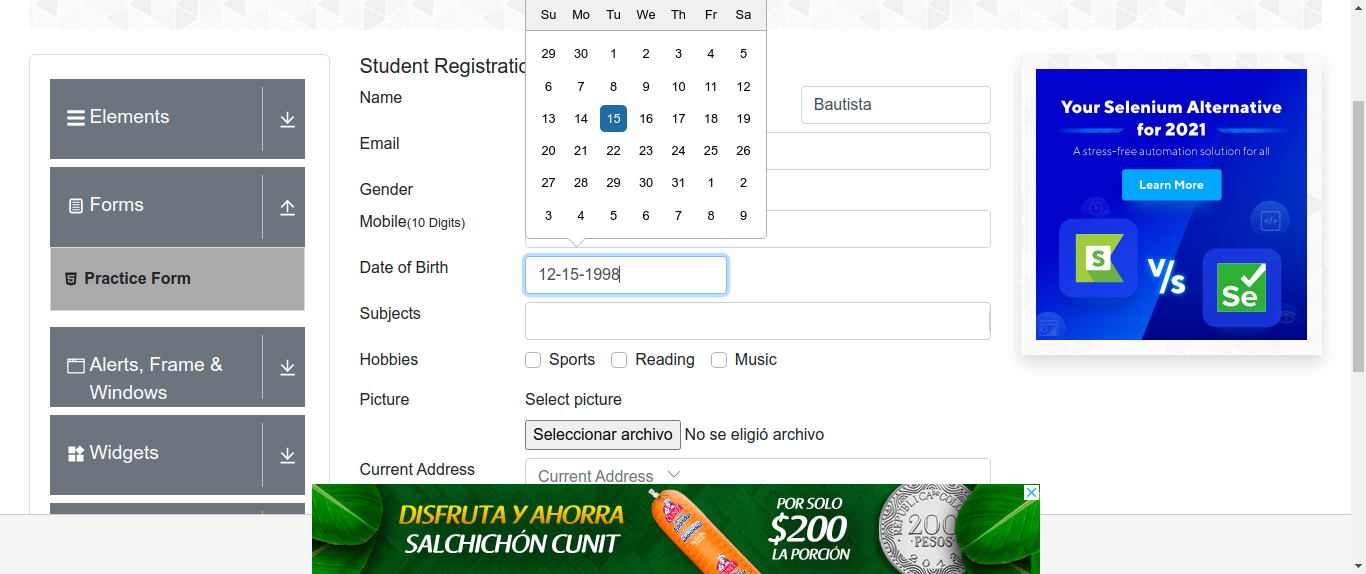 Su Mo Tu We Th Fr Sa
29 30 1 2 3 4 5
6 7 8 9 10 11 12
13 14 15 16 17 18 19
20 21 22 23 24 25 26
27 28 29 30 31 1 2
3 4 5 6 7 8 9
Elements
Forms
Practice Form
Alerts, Frame &
Windows
Widgets
Student Registratio
Name
Bautista
Email
Gender
Mobile(10 Digits)
Date of Birth
12-15-1998
Subjects
Hobbies
Sports Reading Music
Picture
Select picture
Seleccionar archivo No se eligió archivo
Current Address
Current Address
Your Selenium Alternative
for 2021
A stress-free automation solution for all
Learn More
S
V/s
Se
DISFRUTA Y AHORRA
SALCHICHÓN CUNIT
POR SOLO
$200
LA PORCIÓN
200
PESOS